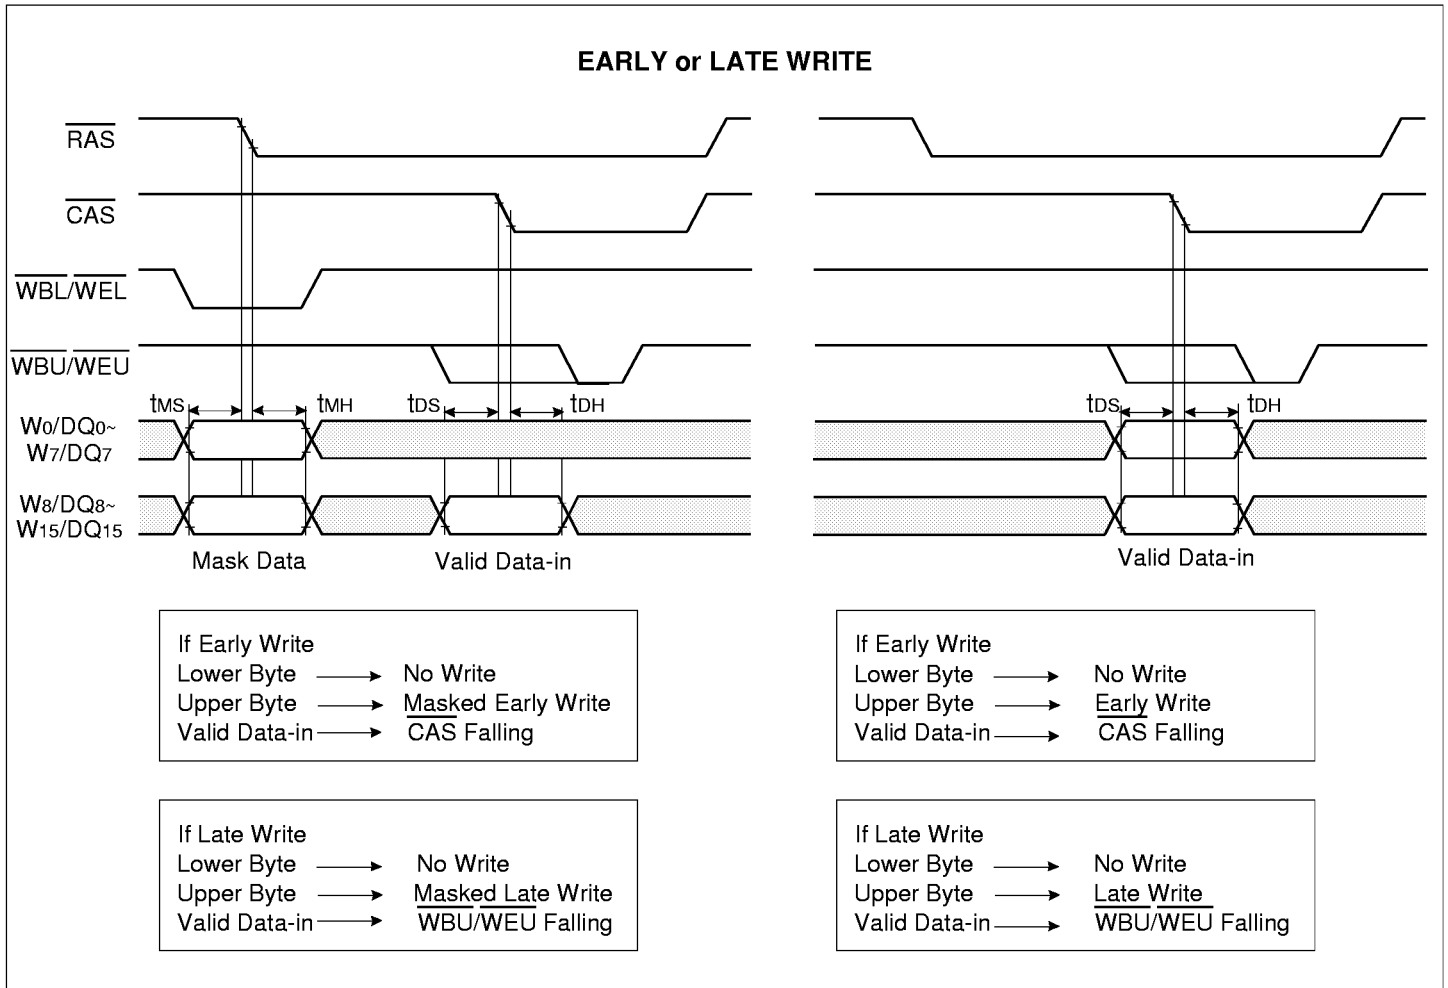 EARLY or LATE WRITE
RAS
CAS
WBL/WEL
WBU/WEU
tMS tMH tDS tDH tDS tDH
W0/DQ0~
W7/DQ7
W8/DQ8~
W15/DQ15
Mask Data Valid Data-in Valid Data-in
If Early Write
Lower Byte No Write
Upper Byte Masked Early Write
Valid Data-in CAS Falling
If Early Write
Lower Byte No Write
Upper Byte Early Write
Valid Data-in CAS Falling
If Late Write
Lower Byte No Write
Upper Byte Masked Late Write
Valid Data-in WBU/WEU Falling
If Late Write
Lower Byte No Write
Upper Byte Late Write
Valid Data-in WBU/WEU Falling